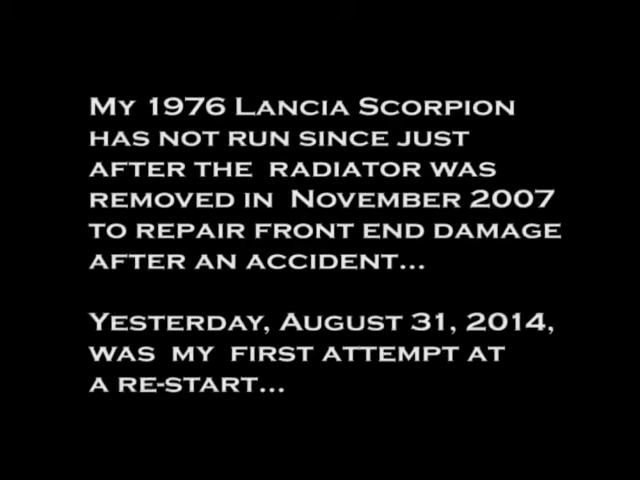 My 1976 Lancia Scorpion
has not run since just
after the radiator was
removed in November 2007
to repair front end damage
after an accident...
Yesterday, August 31, 2014,
was my first attempt at
a re-start...